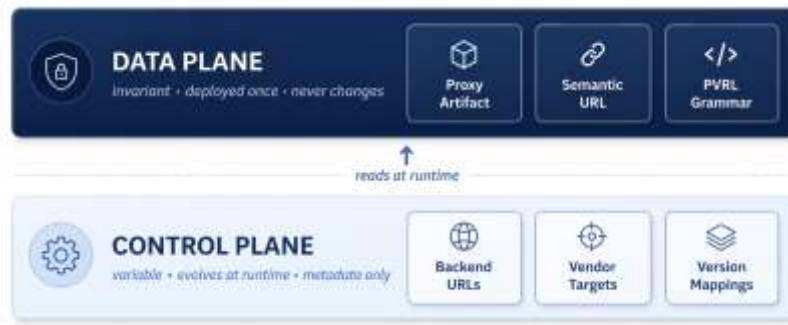 DATA PLANE
invariant • deployed once • never changes
Proxy
Artifact
Semantic
URL
</>
PVRL
Grammar
reads at runtime
CONTROL PLANE
variable • evolves at runtime • metadata only
Backend
URLs
Vendor
Targets
Version
Mappings